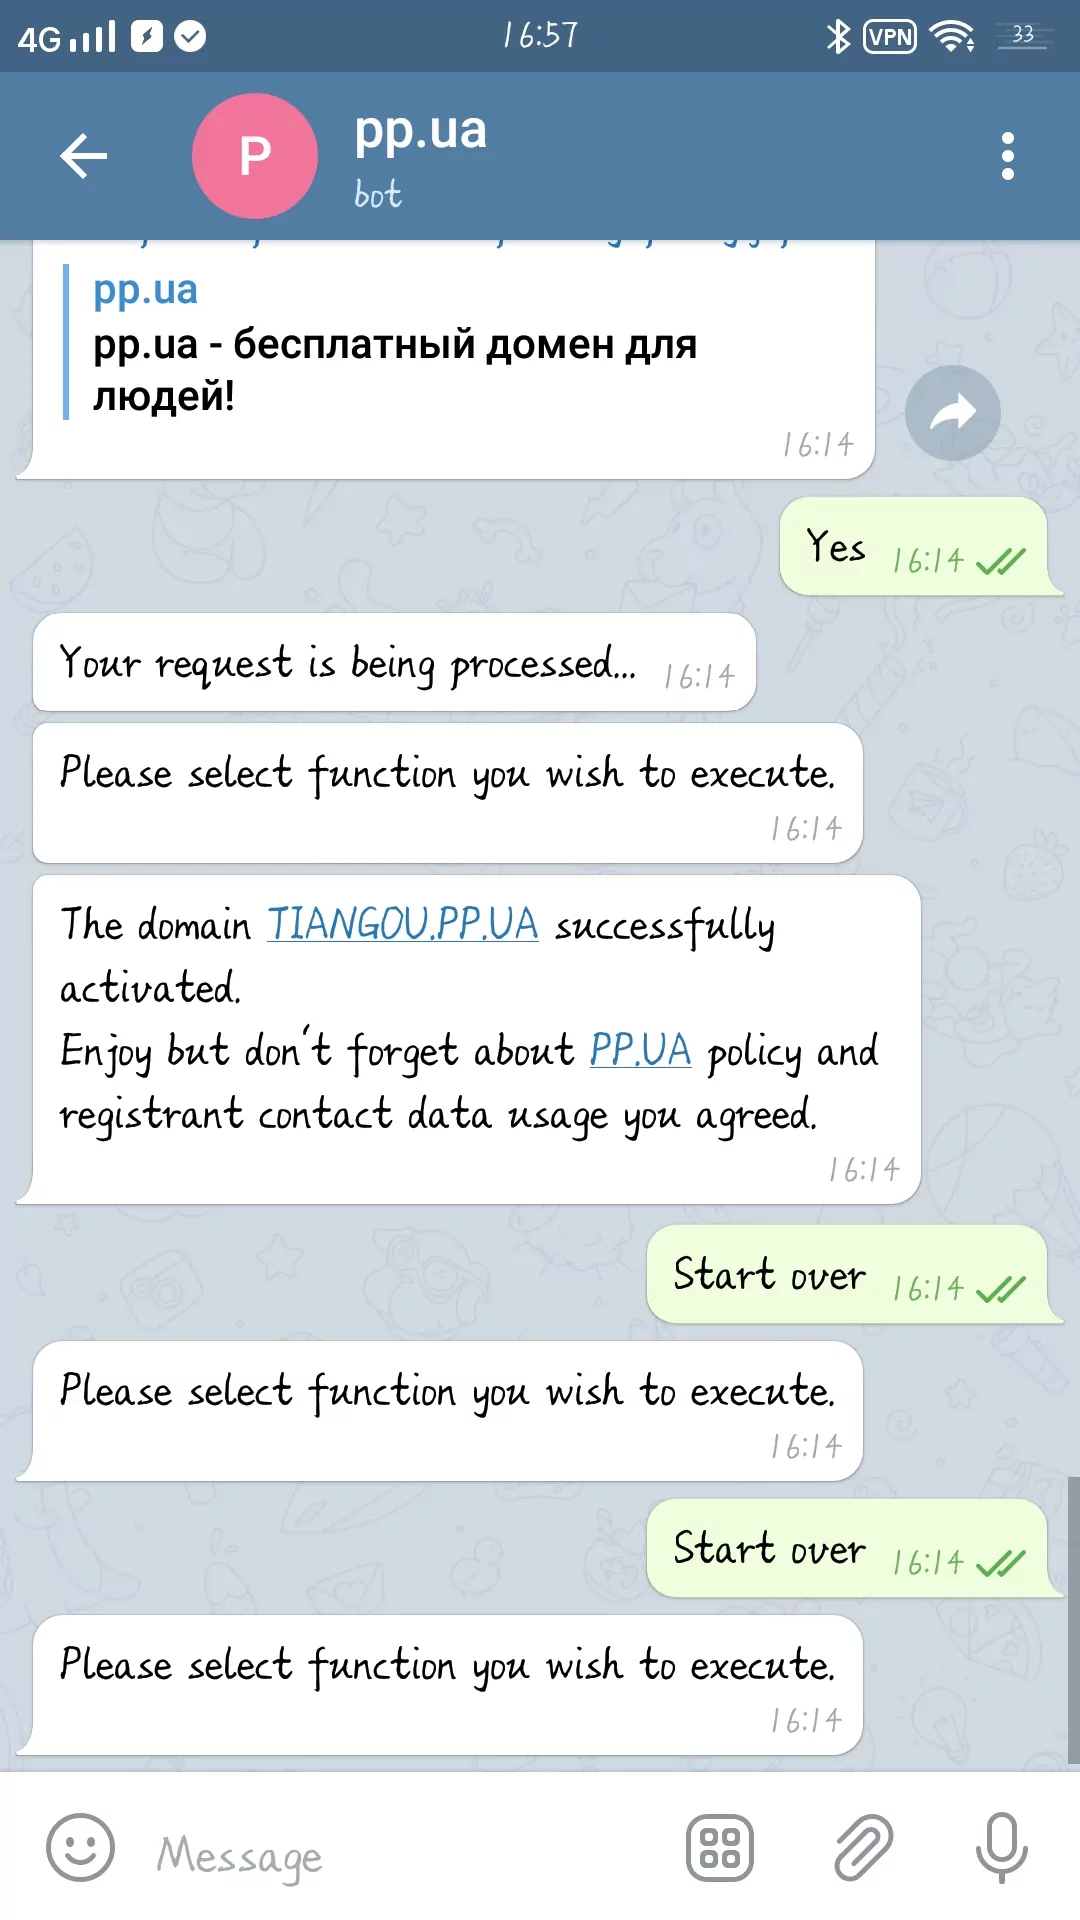 4G 16:57 VPN 33
P
pp.ua
bot
pp.ua
pp.ua - бесплатный домен для
людей!
16:14
Yes 16:14
Your request is being processed... 16:14
Please select function you wish to execute.
16:14
The domain TIANGOU.PP.UA successfully
activated.
Enjoy but don't forget about PP.UA policy and
registrant contact data usage you agreed.
16:14
Start over 16:14
Please select function you wish to execute.
16:14
Start over 16:14
Please select function you wish to execute.
16:14
Message